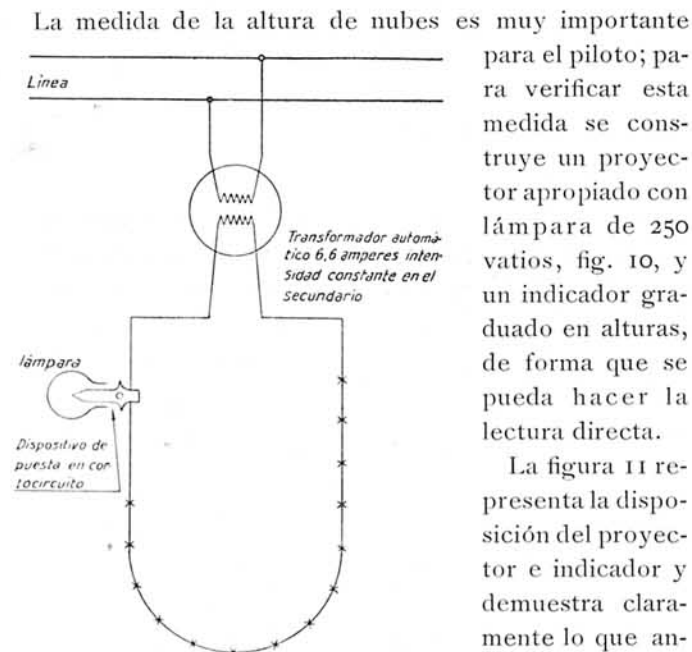 La medida de la altura de nubes es muy importante
para el piloto; pa-
ra verificar esta
medida se cons-
truye un proyec-
tor apropiado con
lámpara de 250
vatios, fig. 10, y
un indicador gra-
duado en alturas,
de forma que se
pueda hacer la
lectura directa.
La figura 11 re-
presenta la dispo-
sición del proyec-
tor e indicador y
demuestra clara-
mente lo que an-
Línea
Transformador automá-
tico 6,6 amperes inten-
sidad constante en el
secundario
lámpara
Dispositivo de
puesta en cor
tocircuito